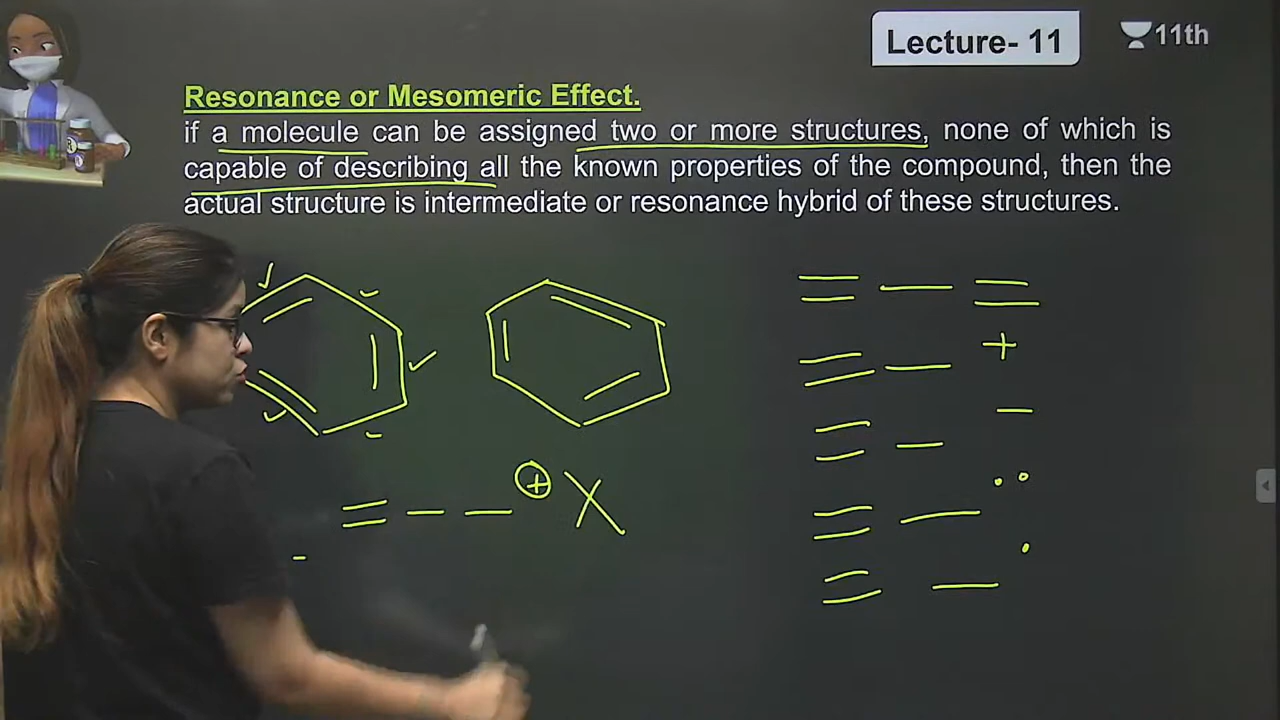 Lecture- 11
11th
Resonance or Mesomeric Effect.
if a molecule can be assigned two or more structures, none of which is
capable of describing all the known properties of the compound, then the
actual structure is intermediate or resonance hybrid of these structures.
= — =
= — +
= — –
= — ··
= — ·
= – – ⊕ X